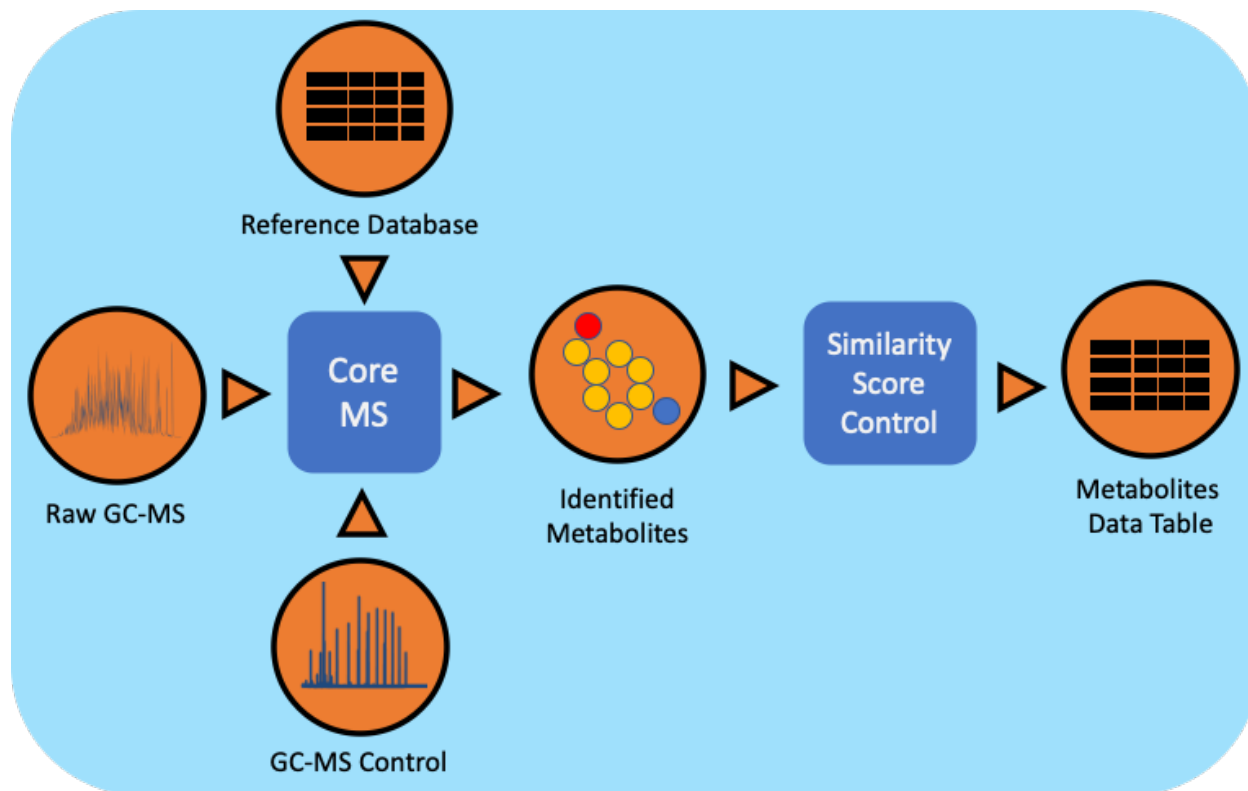 Reference Database
Raw GC-MS
Core
MS
Identified
Metabolites
Similarity
Score
Control
Metabolites
Data Table
GC-MS Control